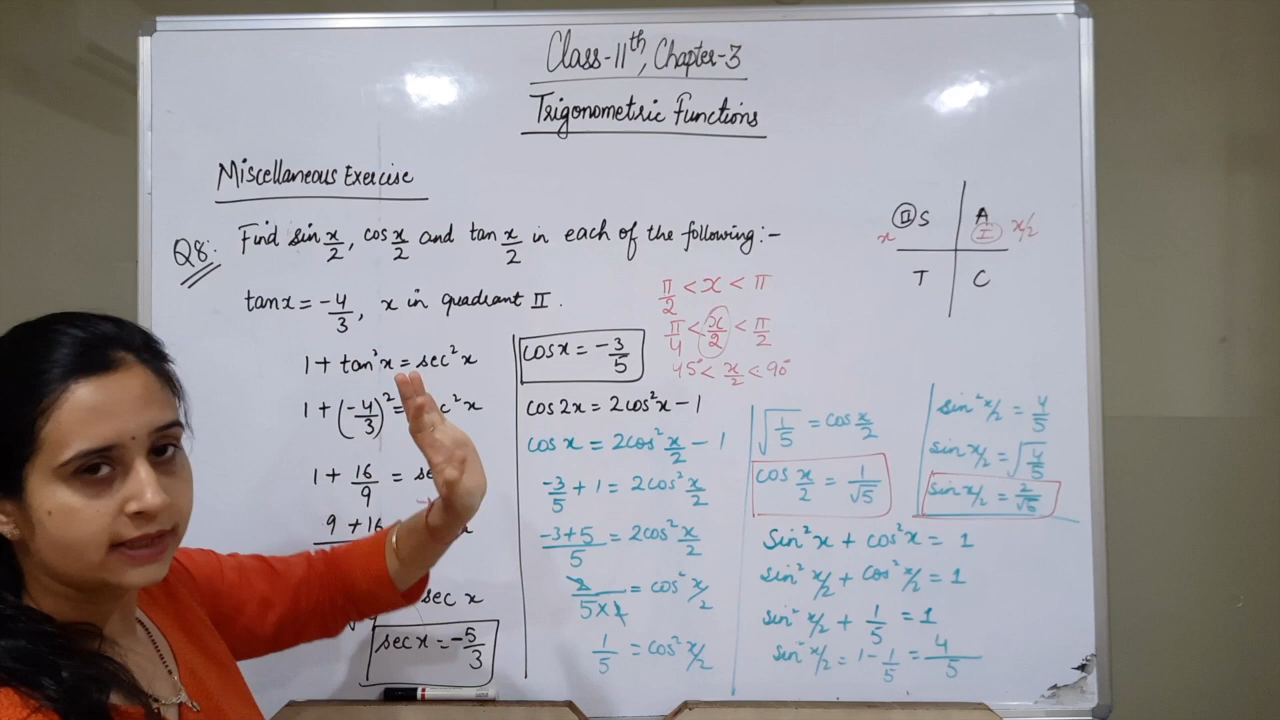 Class-11th, Chapter-3
Trigonometric Functions
Miscellaneous Exercise
Q8:
Find sin x/2, cos x/2 and tan x/2 in each of the following:-
tan x = -4/3, x in quadrant II.
1 + tan²x = sec²x
1 + (-4/3)² = c²x
1 + 16/9 = se
9 + 16
sec x
sec x = -5/3
cos x = -3/5
cos 2x = 2cos²x - 1
cos x = 2cos² x/2 - 1
-3/5 + 1 = 2cos² x/2
-3+5/5 = 2cos² x/2
2/5×2 = cos² x/2
1/5 = cos² x/2
π/2 < x < π
π/4 < x/2 < π/2
45° < x/2 < 90°
√1/5 = cos x/2
cos x/2 = 1/√5
Sin²x + cos²x = 1
sin² x/2 + cos² x/2 = 1
sin² x/2 + 1/5 = 1
sin² x/2 = 1 - 1/5 = 4/5
sin² x/2 = 4/5
sin x/2 = √4/5
sin x/2 = 2/√5
II S
A
x
I
x/2
T
C